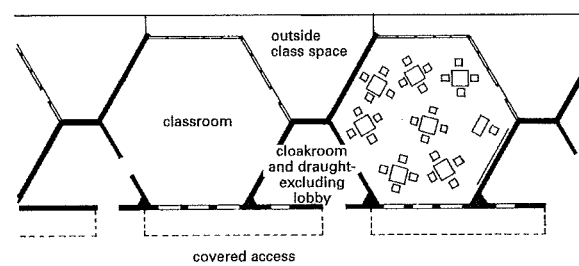 outside
class space
classroom
cloakroom
and draught-
excluding
lobby
covered access